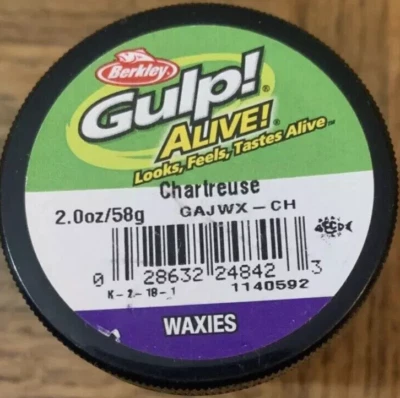 Berkley®
Gulp!®
ALIVE!®
Looks, Feels, Tastes Alive™
Chartreuse
2.0oz/58g GAJWX-CH
0 28632 24842 3
K-2-18-1 1140592
WAXIES